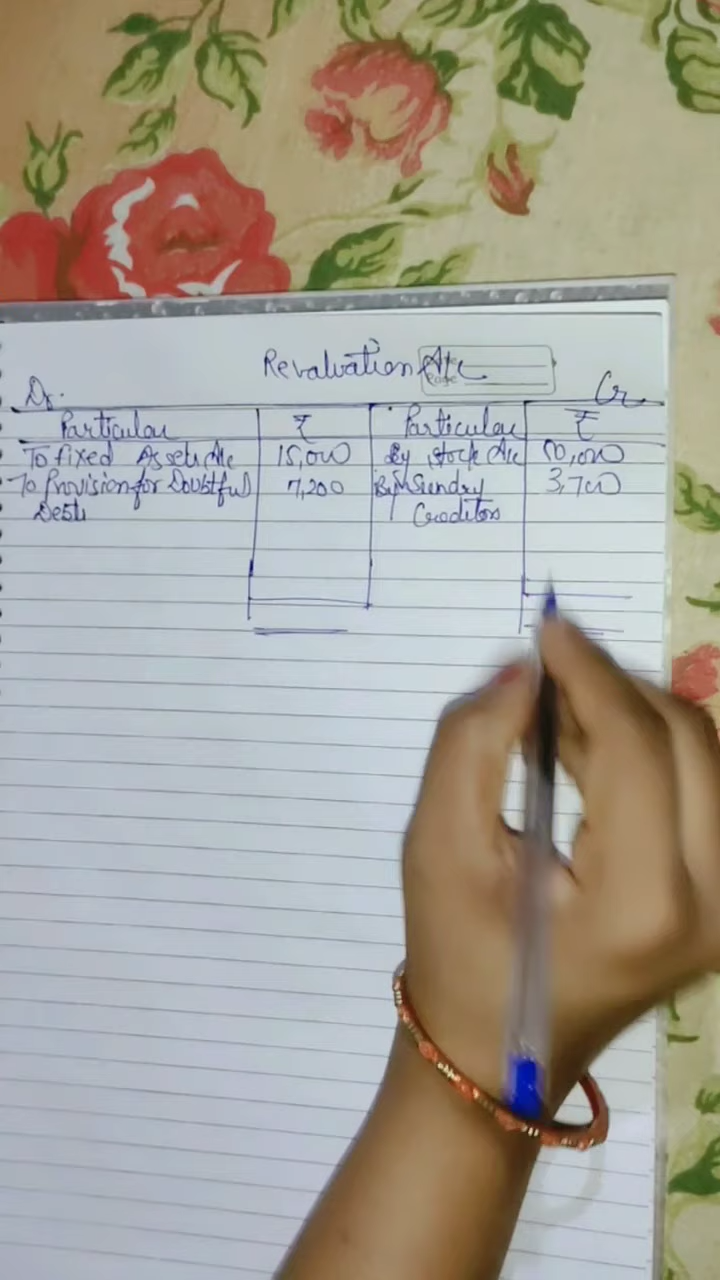 Revaluation A/c
Dr. Cr
Particular ₹ Particular ₹
To fixed Assets A/c 15,000 By stock A/c 10,000
To Provision for Doubtful 7,200 By Sundry 3,700
Debts Creditors